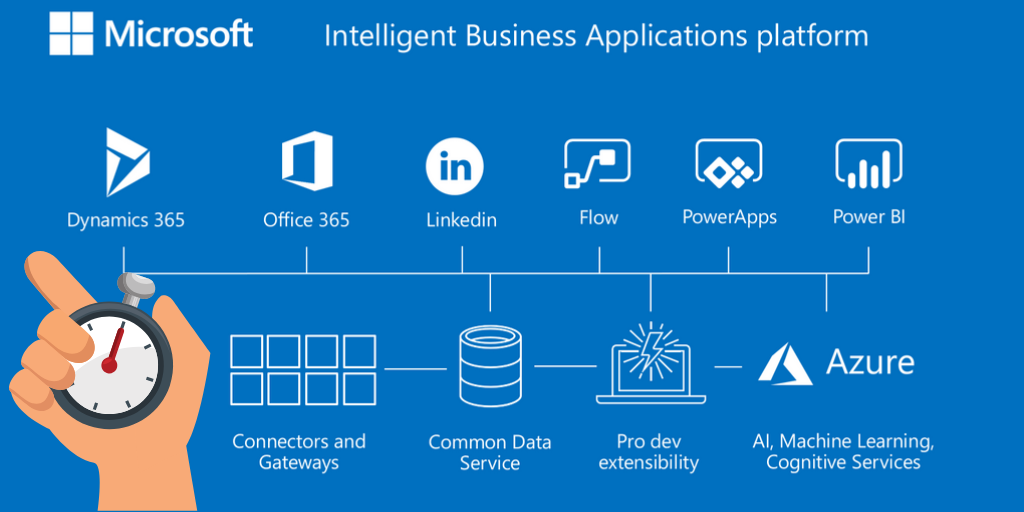 Microsoft
Intelligent Business Applications platform
Dynamics 365
Office 365
in
Linkedin
Flow
PowerApps
Power BI
Azure
Connectors and
Gateways
Common Data
Service
Pro dev
extensibility
AI, Machine Learning,
Cognitive Services